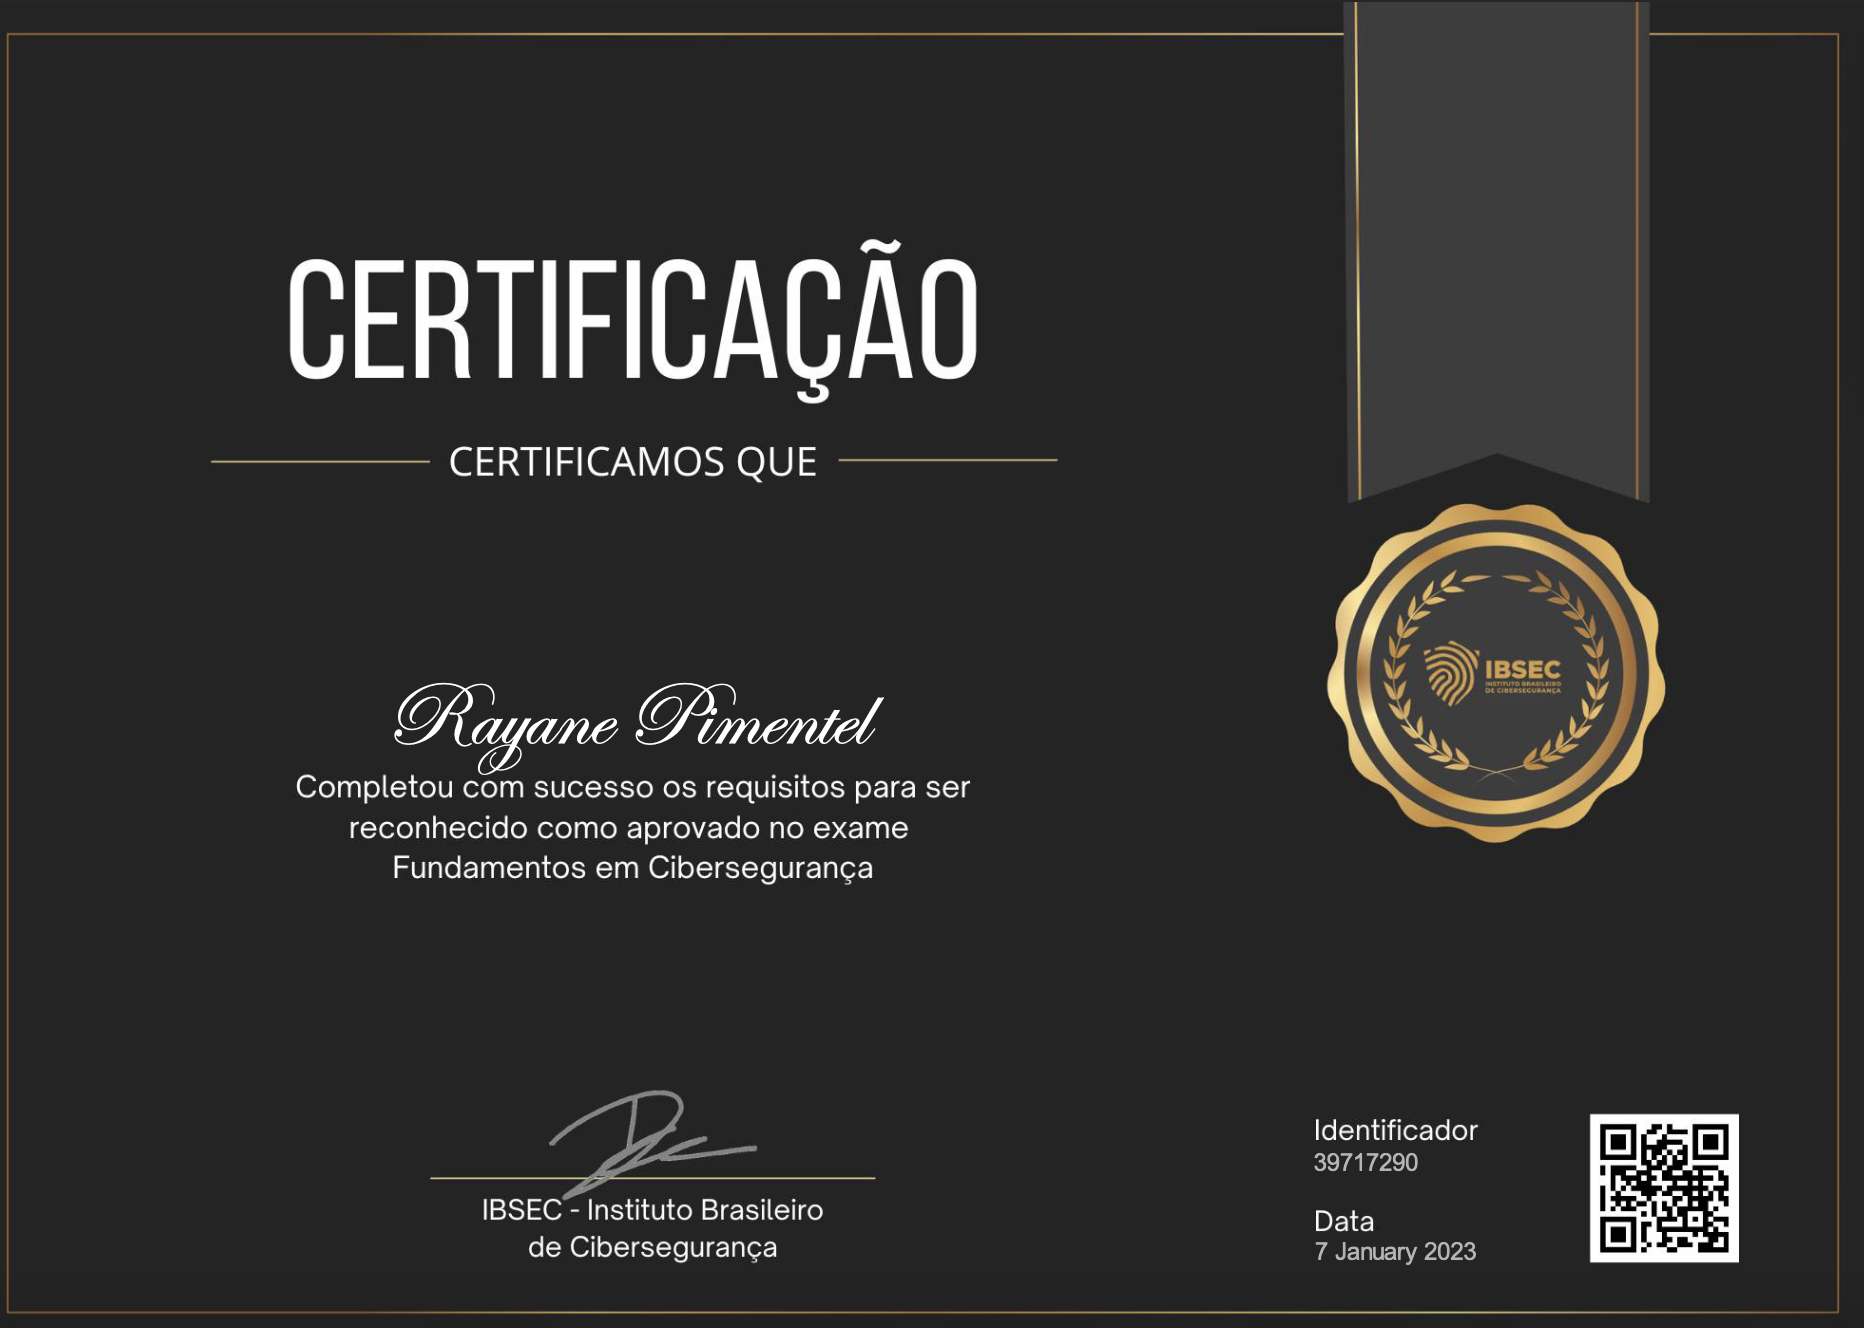 CERTIFICAÇÃO
CERTIFICAMOS QUE
Rayane Pimentel
Completou com sucesso os requisitos para ser
reconhecido como aprovado no exame
Fundamentos em Cibersegurança
IBSEC
INSTITUTO BRASILEIRO
DE CIBERSEGURANÇA
IBSEC - Instituto Brasileiro
de Cibersegurança
Identificador
39717290
Data
7 January 2023